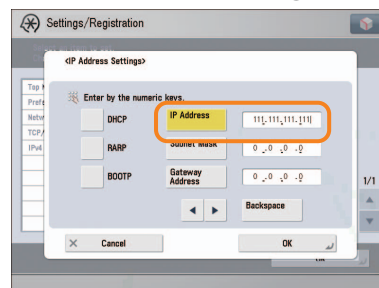 Settings/Registration
<IP Address Settings>
Enter by the numeric keys.
DHCP
IP Address
111.111.111.111
RARP
Subnet Mask
0 .0 .0 .0
BOOTP
Gateway Address
0 .0 .0 .0
Backspace
Cancel
OK
Top
Prefe
Netw
TCP/
IPv4
1/1